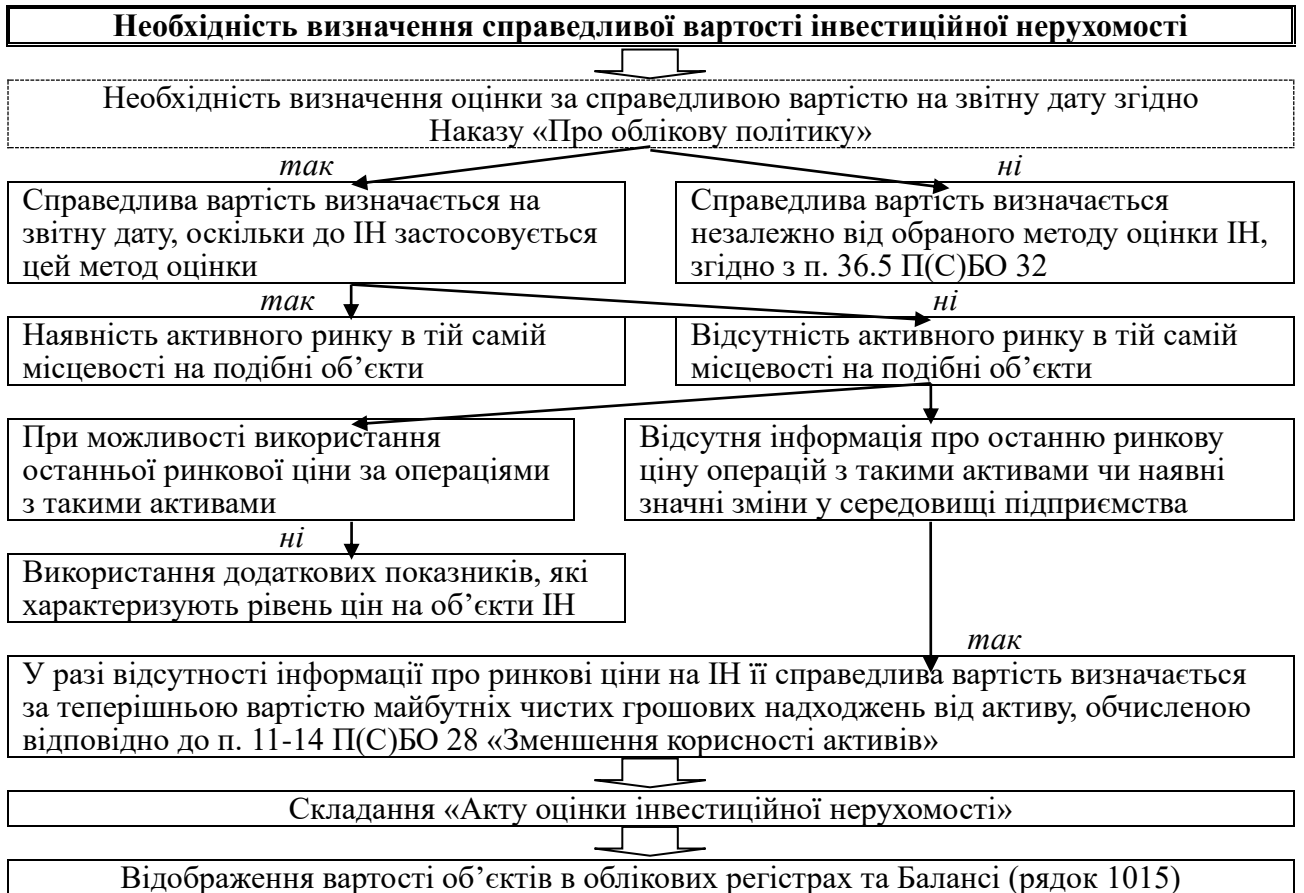 Необхідність визначення справедливої вартості інвестиційної нерухомості
Необхідність визначення оцінки за справедливою вартістю на звітну дату згідно
Наказу «Про облікову політику»
так
ні
Справедлива вартість визначається на
звітну дату, оскільки до ІН застосовується
цей метод оцінки
Справедлива вартість визначається
незалежно від обраного методу оцінки ІН,
згідно з п. 36.5 П(С)БО 32
так
ні
Наявність активного ринку в тій самій
місцевості на подібні об’єкти
Відсутність активного ринку в тій самій
місцевості на подібні об’єкти
При можливості використання
останньої ринкової ціни за операціями
з такими активами
Відсутня інформація про останню ринкову
ціну операцій з такими активами чи наявні
значні зміни у середовищі підприємства
ні
Використання додаткових показників, які
характеризують рівень цін на об’єкти ІН
так
У разі відсутності інформації про ринкові ціни на ІН її справедлива вартість визначається
за теперішньою вартістю майбутніх чистих грошових надходжень від активу, обчисленою
відповідно до п. 11-14 П(С)БО 28 «Зменшення корисності активів»
Складання «Акту оцінки інвестиційної нерухомості»
Відображення вартості об’єктів в облікових регістрах та Балансі (рядок 1015)